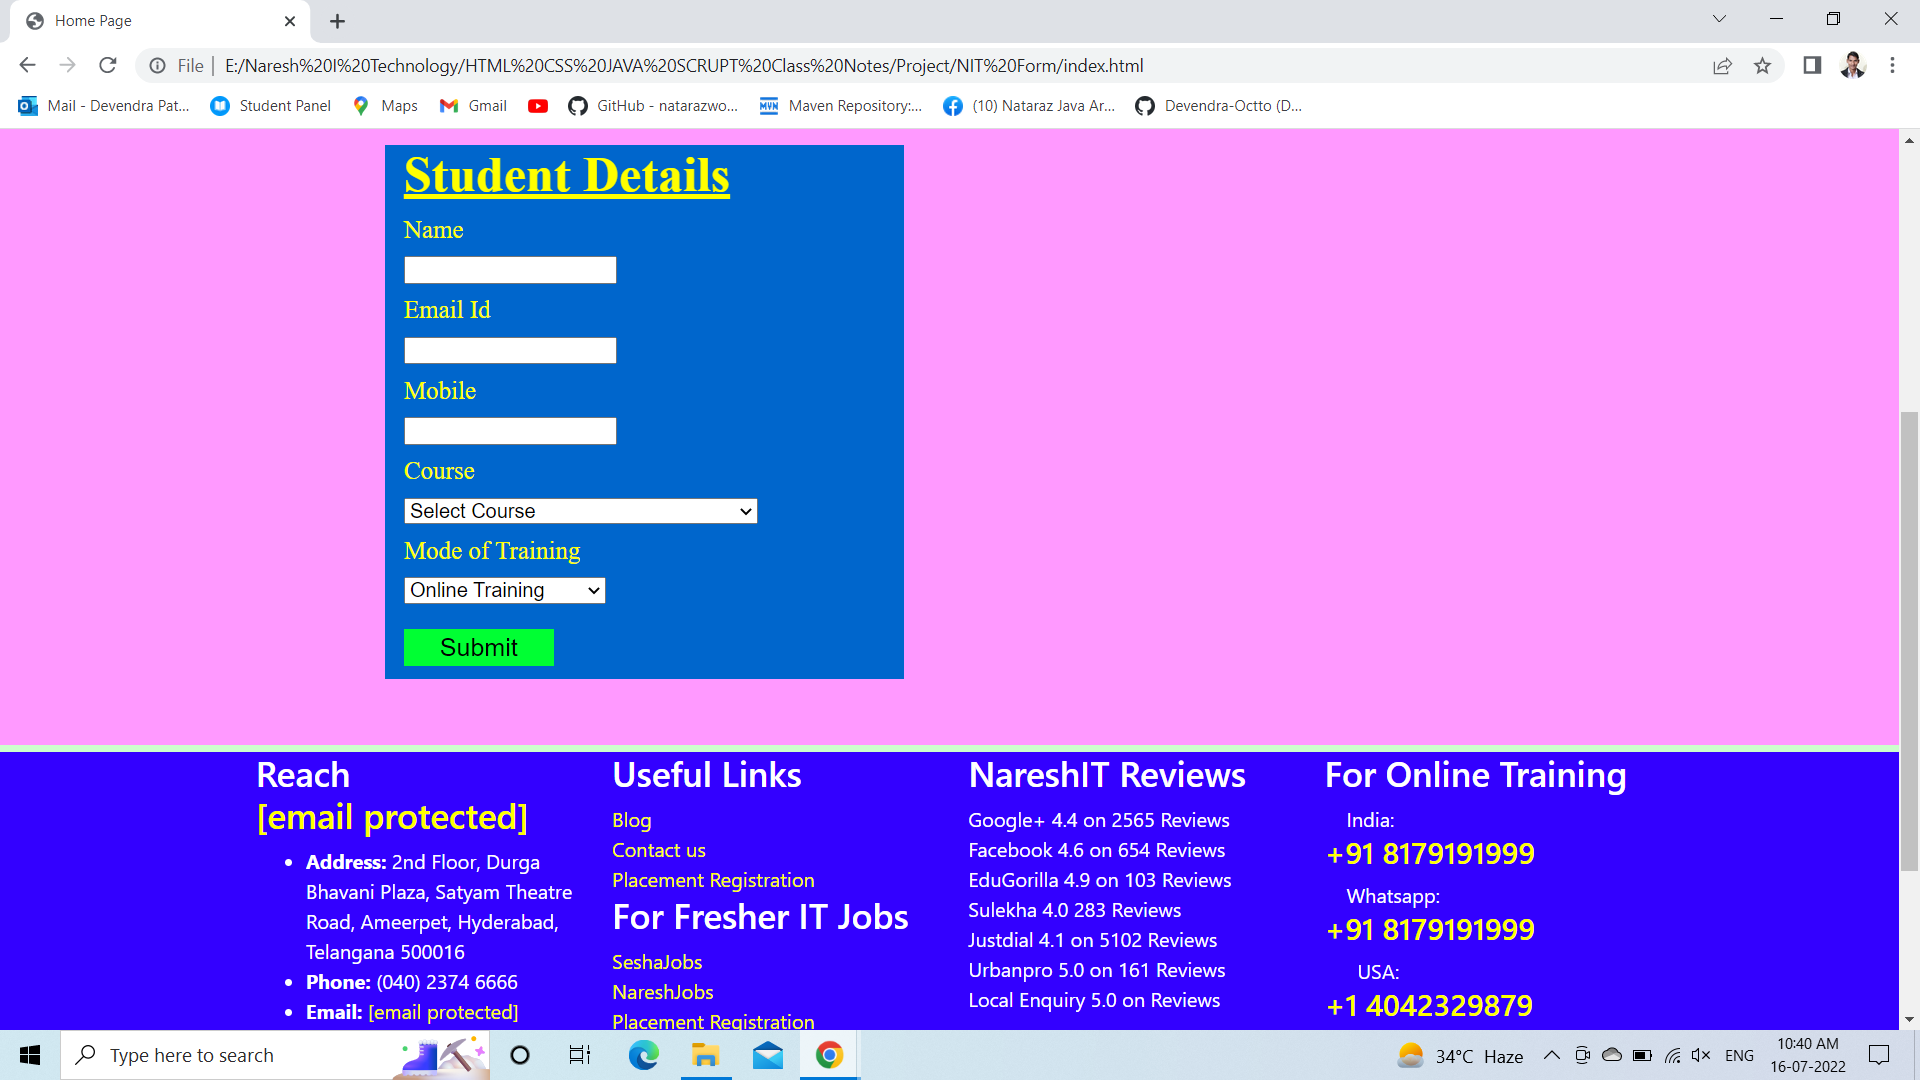 Home Page
File
E:/Naresh%20I%20Technology/HTML%20CSS%20JAVA%20SCRUPT%20Class%20Notes/Project/NIT%20Form/index.html
Mail - Devendra Pat...
Student Panel
Maps
Gmail
GitHub - natarazwo...
MVN
Maven Repository:...
(10) Nataraz Java Ar...
Devendra-Octto (D...
Student Details
Name
Email Id
Mobile
Course
Select Course
Mode of Training
Online Training
Submit
Reach
[email protected]
Address: 2nd Floor, Durga
Bhavani Plaza, Satyam Theatre
Road, Ameerpet, Hyderabad,
Telangana 500016
Phone: (040) 2374 6666
Email: [email protected]
Useful Links
Blog
Contact us
Placement Registration
For Fresher IT Jobs
SeshaJobs
NareshJobs
Placement Registration
NareshIT Reviews
Google+ 4.4 on 2565 Reviews
Facebook 4.6 on 654 Reviews
EduGorilla 4.9 on 103 Reviews
Sulekha 4.0 283 Reviews
Justdial 4.1 on 5102 Reviews
Urbanpro 5.0 on 161 Reviews
Local Enquiry 5.0 on Reviews
For Online Training
India:
+91 8179191999
Whatsapp:
+91 8179191999
USA:
+1 4042329879
Type here to search
34°C Haze
ENG
10:40 AM
16-07-2022